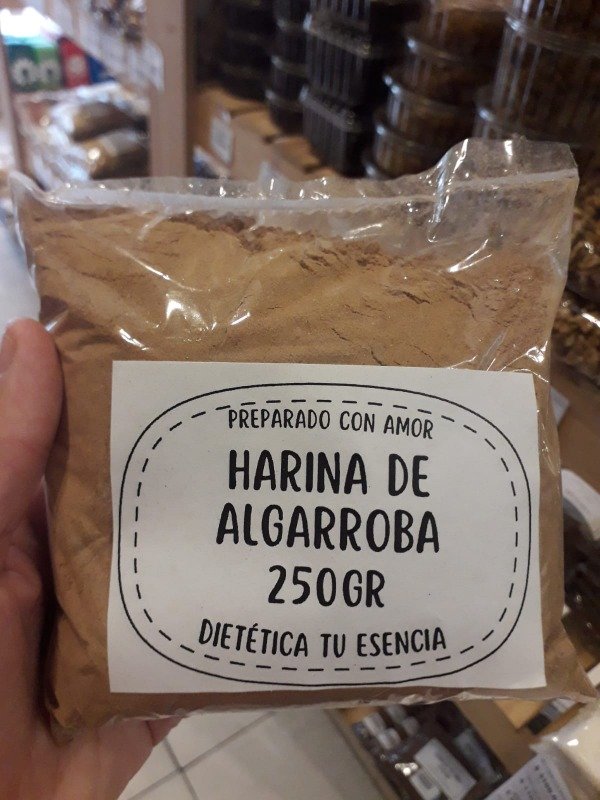 PREPARADO CON AMOR
HARINA DE
ALGARROBA
250GR
DIETÉTICA TU ESENCIA